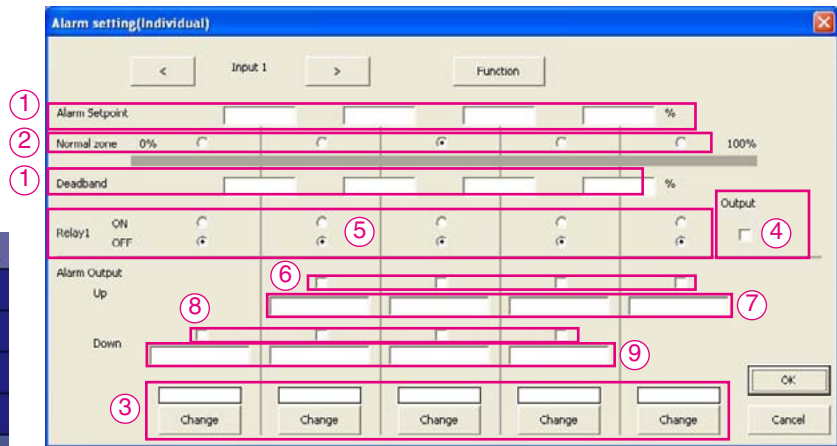 Alarm setting(Individual)
< Input 1 > Function
① Alarm Setpoint %
② Normal zone 0% 100%
① Deadband %
Output
Relay1 ON ⑤ ④
OFF
Alarm Output ⑥
Up ⑦
⑧
Down ⑨
OK
③ Change Change Change Change Change Cancel